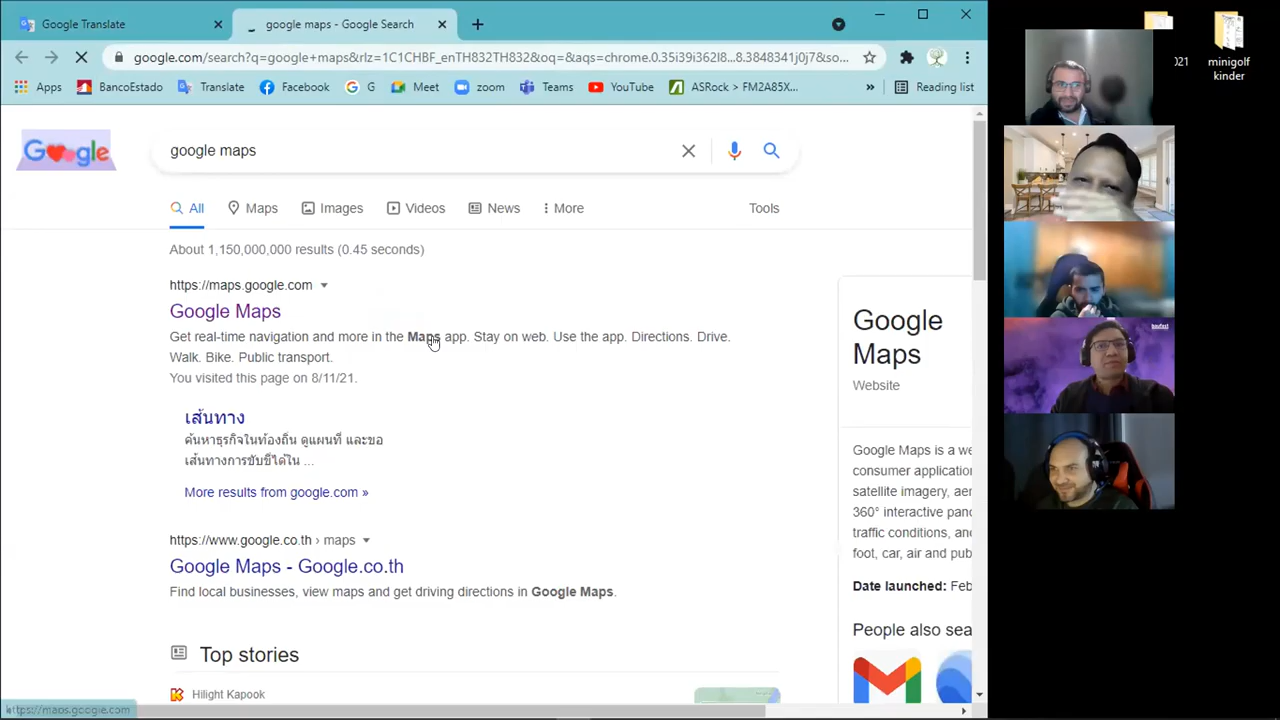 Google Translate
google maps - Google Search
google.com/search?q=google+maps&rlz=1C1CHBF_enTH832TH832&oq=&aqs=chrome.0.35i39i362l8...8.3848341j0j7&so...
Apps
BancoEstado
Translate
Facebook
G
Meet
zoom
Teams
YouTube
ASRock > FM2A85X...
»
Reading list
021
minigolf
kinder
Google
google maps
All
Maps
Images
Videos
News
More
Tools
About 1,150,000,000 results (0.45 seconds)
https://maps.google.com
Google Maps
Get real-time navigation and more in the Maps app. Stay on web. Use the app. Directions. Drive.
Walk. Bike. Public transport.
You visited this page on 8/11/21.
เส้นทาง
ค้นหาธุรกิจในท้องถิ่น ดูแผนที่ และขอ
เส้นทางการขับขี่ได้ใน ...
More results from google.com »
https://www.google.co.th › maps
Google Maps - Google.co.th
Find local businesses, view maps and get driving directions in Google Maps.
Top stories
Hilight Kapook
Google
Maps
Website
Google Maps is a we
consumer application
satellite imagery, aer
360° interactive pano
traffic conditions, and
foot, car, air and pub
Date launched: Feb
People also sea
https://maps.google.com